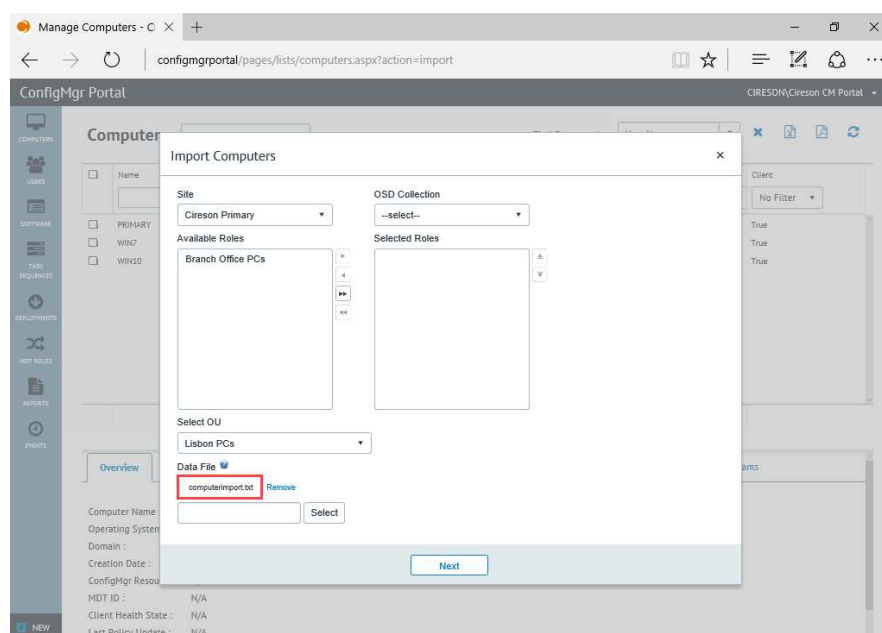 Manage Computers - Ci
configmgrportal/pages/lists/computers.aspx?action=import
ConfigMgr Portal
CIRESON\Cireson CM Portal
COMPUTERS
USERS
SOFTWARE
TASK SEQUENCES
DEPLOYMENTS
MDT ROLES
REPORTS
EVENTS
NEW
Computer
Name
Client
No Filter
PRIMARY
True
WIN7
True
WIN10
True
Import Computers
Site
OSD Collection
Cireson Primary
--select--
Available Roles
Selected Roles
Branch Office PCs
Select OU
Lisbon PCs
Data File
computerimport.txt
Remove
Select
Next
Overview
ams
Computer Name
Operating System
Domain :
Creation Date :
ConfigMgr Resou
MDT ID :
N/A
Client Health State :
N/A
Last Policy Update :
N/A